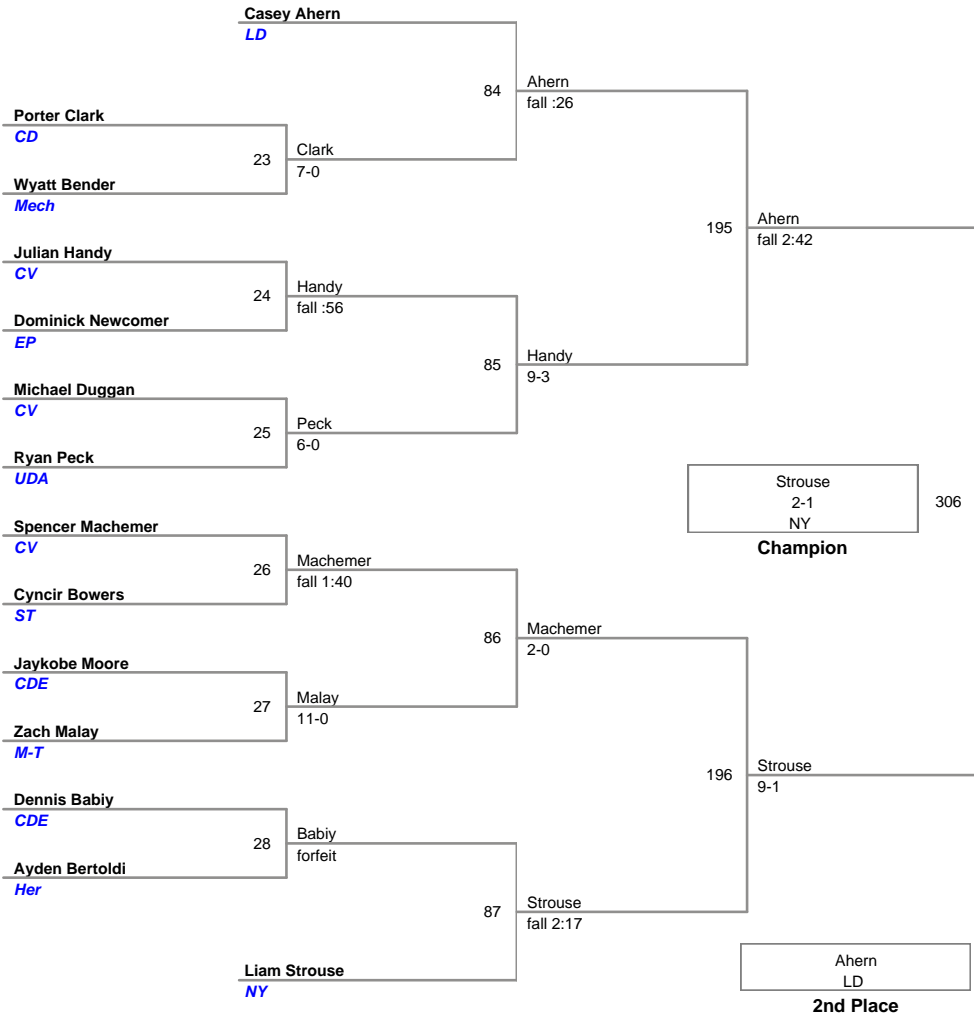 Casey Ahern
LD
84
Ahern
fall :26
Porter Clark
CD
23
Clark
7-0
Wyatt Bender
Mech
195
Ahern
fall 2:42
Julian Handy
CV
24
Handy
fall :56
Dominick Newcomer
EP
85
Handy
9-3
Michael Duggan
CV
25
Peck
6-0
Ryan Peck
UDA
Strouse
2-1
NY
306
Champion
Spencer Machemer
CV
26
Machemer
fall 1:40
Cyncir Bowers
ST
86
Machemer
2-0
Jaykobe Moore
CDE
27
Malay
11-0
Zach Malay
M-T
196
Strouse
9-1
Dennis Babiy
CDE
28
Babiy
forfeit
Ayden Bertoldi
Her
87
Strouse
fall 2:17
Liam Strouse
NY
Ahern
LD
2nd Place